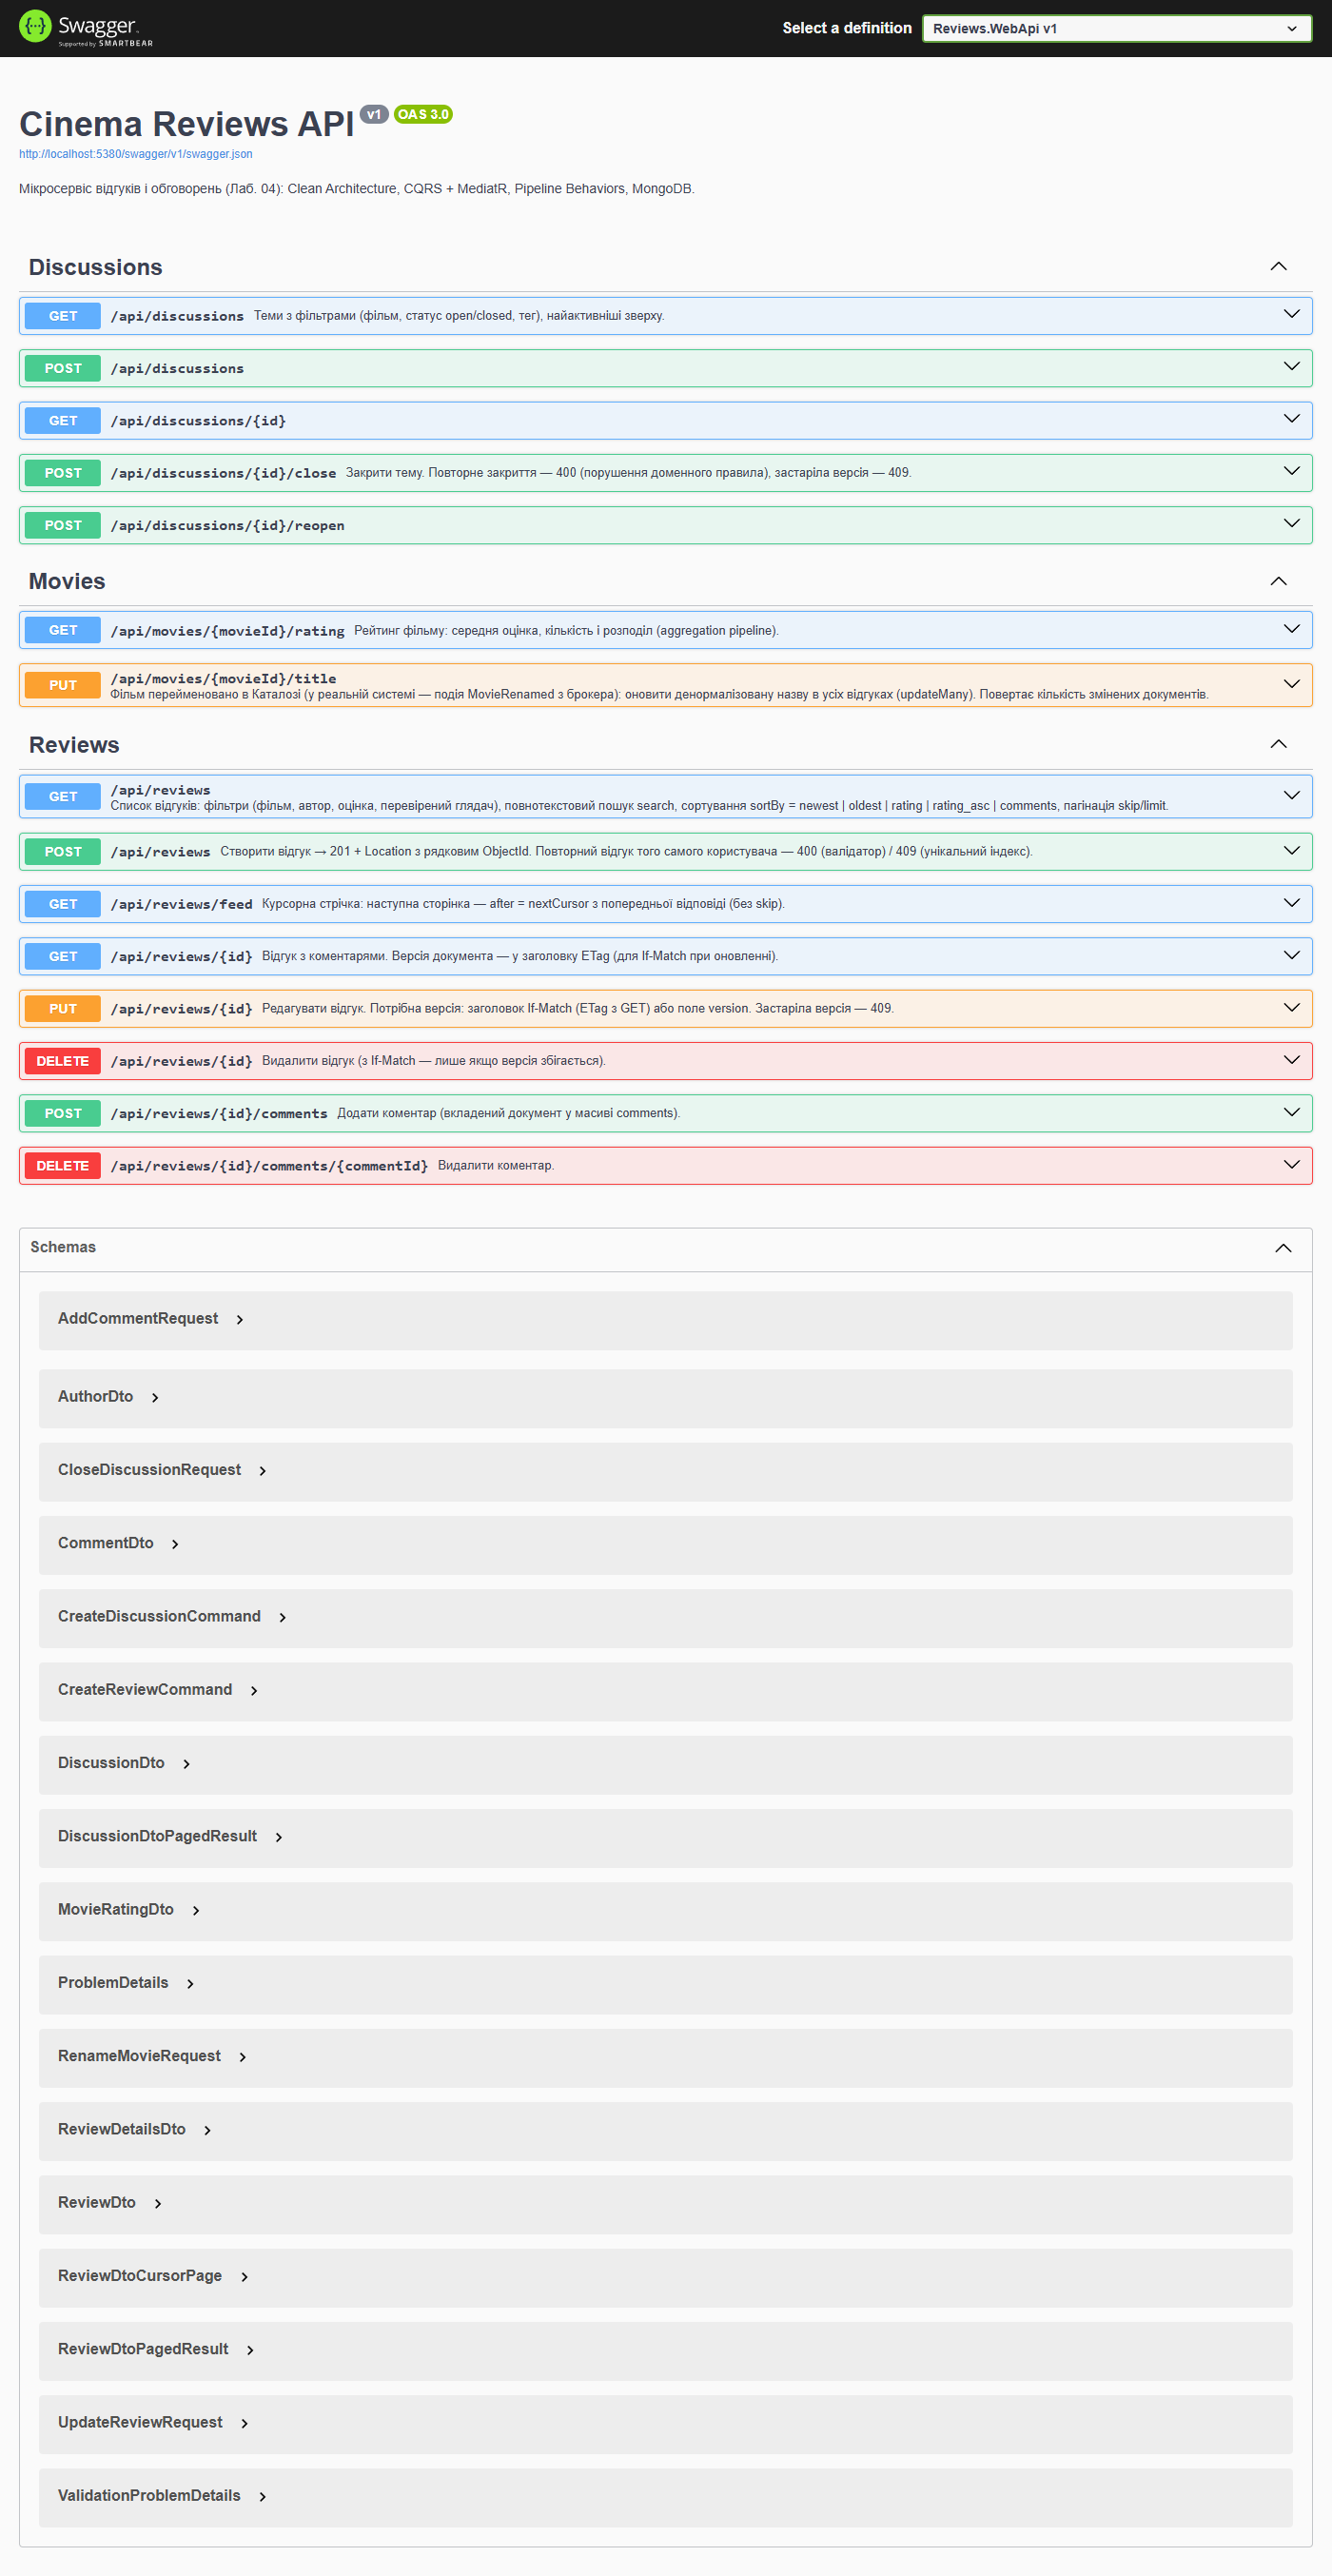 Swagger
Supported by SMARTBEAR
Select a definition
Reviews.WebApi v1
Cinema Reviews API v1 OAS 3.0
http://localhost:5380/swagger/v1/swagger.json
Мікросервіс відгуків і обговорень (Лаб. 04): Clean Architecture, CQRS + MediatR, Pipeline Behaviors, MongoDB.
Discussions
GET /api/discussions Теми з фільтрами (фільм, статус open/closed, тег), найактивніші зверху.
POST /api/discussions
GET /api/discussions/{id}
POST /api/discussions/{id}/close Закрити тему. Повторне закриття — 400 (порушення доменного правила), застаріла версія — 409.
POST /api/discussions/{id}/reopen
Movies
GET /api/movies/{movieId}/rating Рейтинг фільму: середня оцінка, кількість і розподіл (aggregation pipeline).
PUT /api/movies/{movieId}/title
Фільм перейменовано в Каталозі (у реальній системі — подія MovieRenamed з брокера): оновити денормалізовану назву в усіх відгуках (updateMany). Повертає кількість змінених документів.
Reviews
GET /api/reviews
Список відгуків: фільтри (фільм, автор, оцінка, перевірений глядач), повнотекстовий пошук search, сортування sortBy = newest | oldest | rating | rating_asc | comments, пагінація skip/limit.
POST /api/reviews Створити відгук → 201 + Location з рядковим ObjectId. Повторний відгук того самого користувача — 400 (валідатор) / 409 (унікальний індекс).
GET /api/reviews/feed Курсорна стрічка: наступна сторінка — after = nextCursor з попередньої відповіді (без skip).
GET /api/reviews/{id} Відгук з коментарями. Версія документа — у заголовку ETag (для If-Match при оновленні).
PUT /api/reviews/{id} Редагувати відгук. Потрібна версія: заголовок If-Match (ETag з GET) або поле version. Застаріла версія — 409.
DELETE /api/reviews/{id} Видалити відгук (з If-Match — лише якщо версія збігається).
POST /api/reviews/{id}/comments Додати коментар (вкладений документ у масиві comments).
DELETE /api/reviews/{id}/comments/{commentId} Видалити коментар.
Schemas
AddCommentRequest
AuthorDto
CloseDiscussionRequest
CommentDto
CreateDiscussionCommand
CreateReviewCommand
DiscussionDto
DiscussionDtoPagedResult
MovieRatingDto
ProblemDetails
RenameMovieRequest
ReviewDetailsDto
ReviewDto
ReviewDtoCursorPage
ReviewDtoPagedResult
UpdateReviewRequest
ValidationProblemDetails